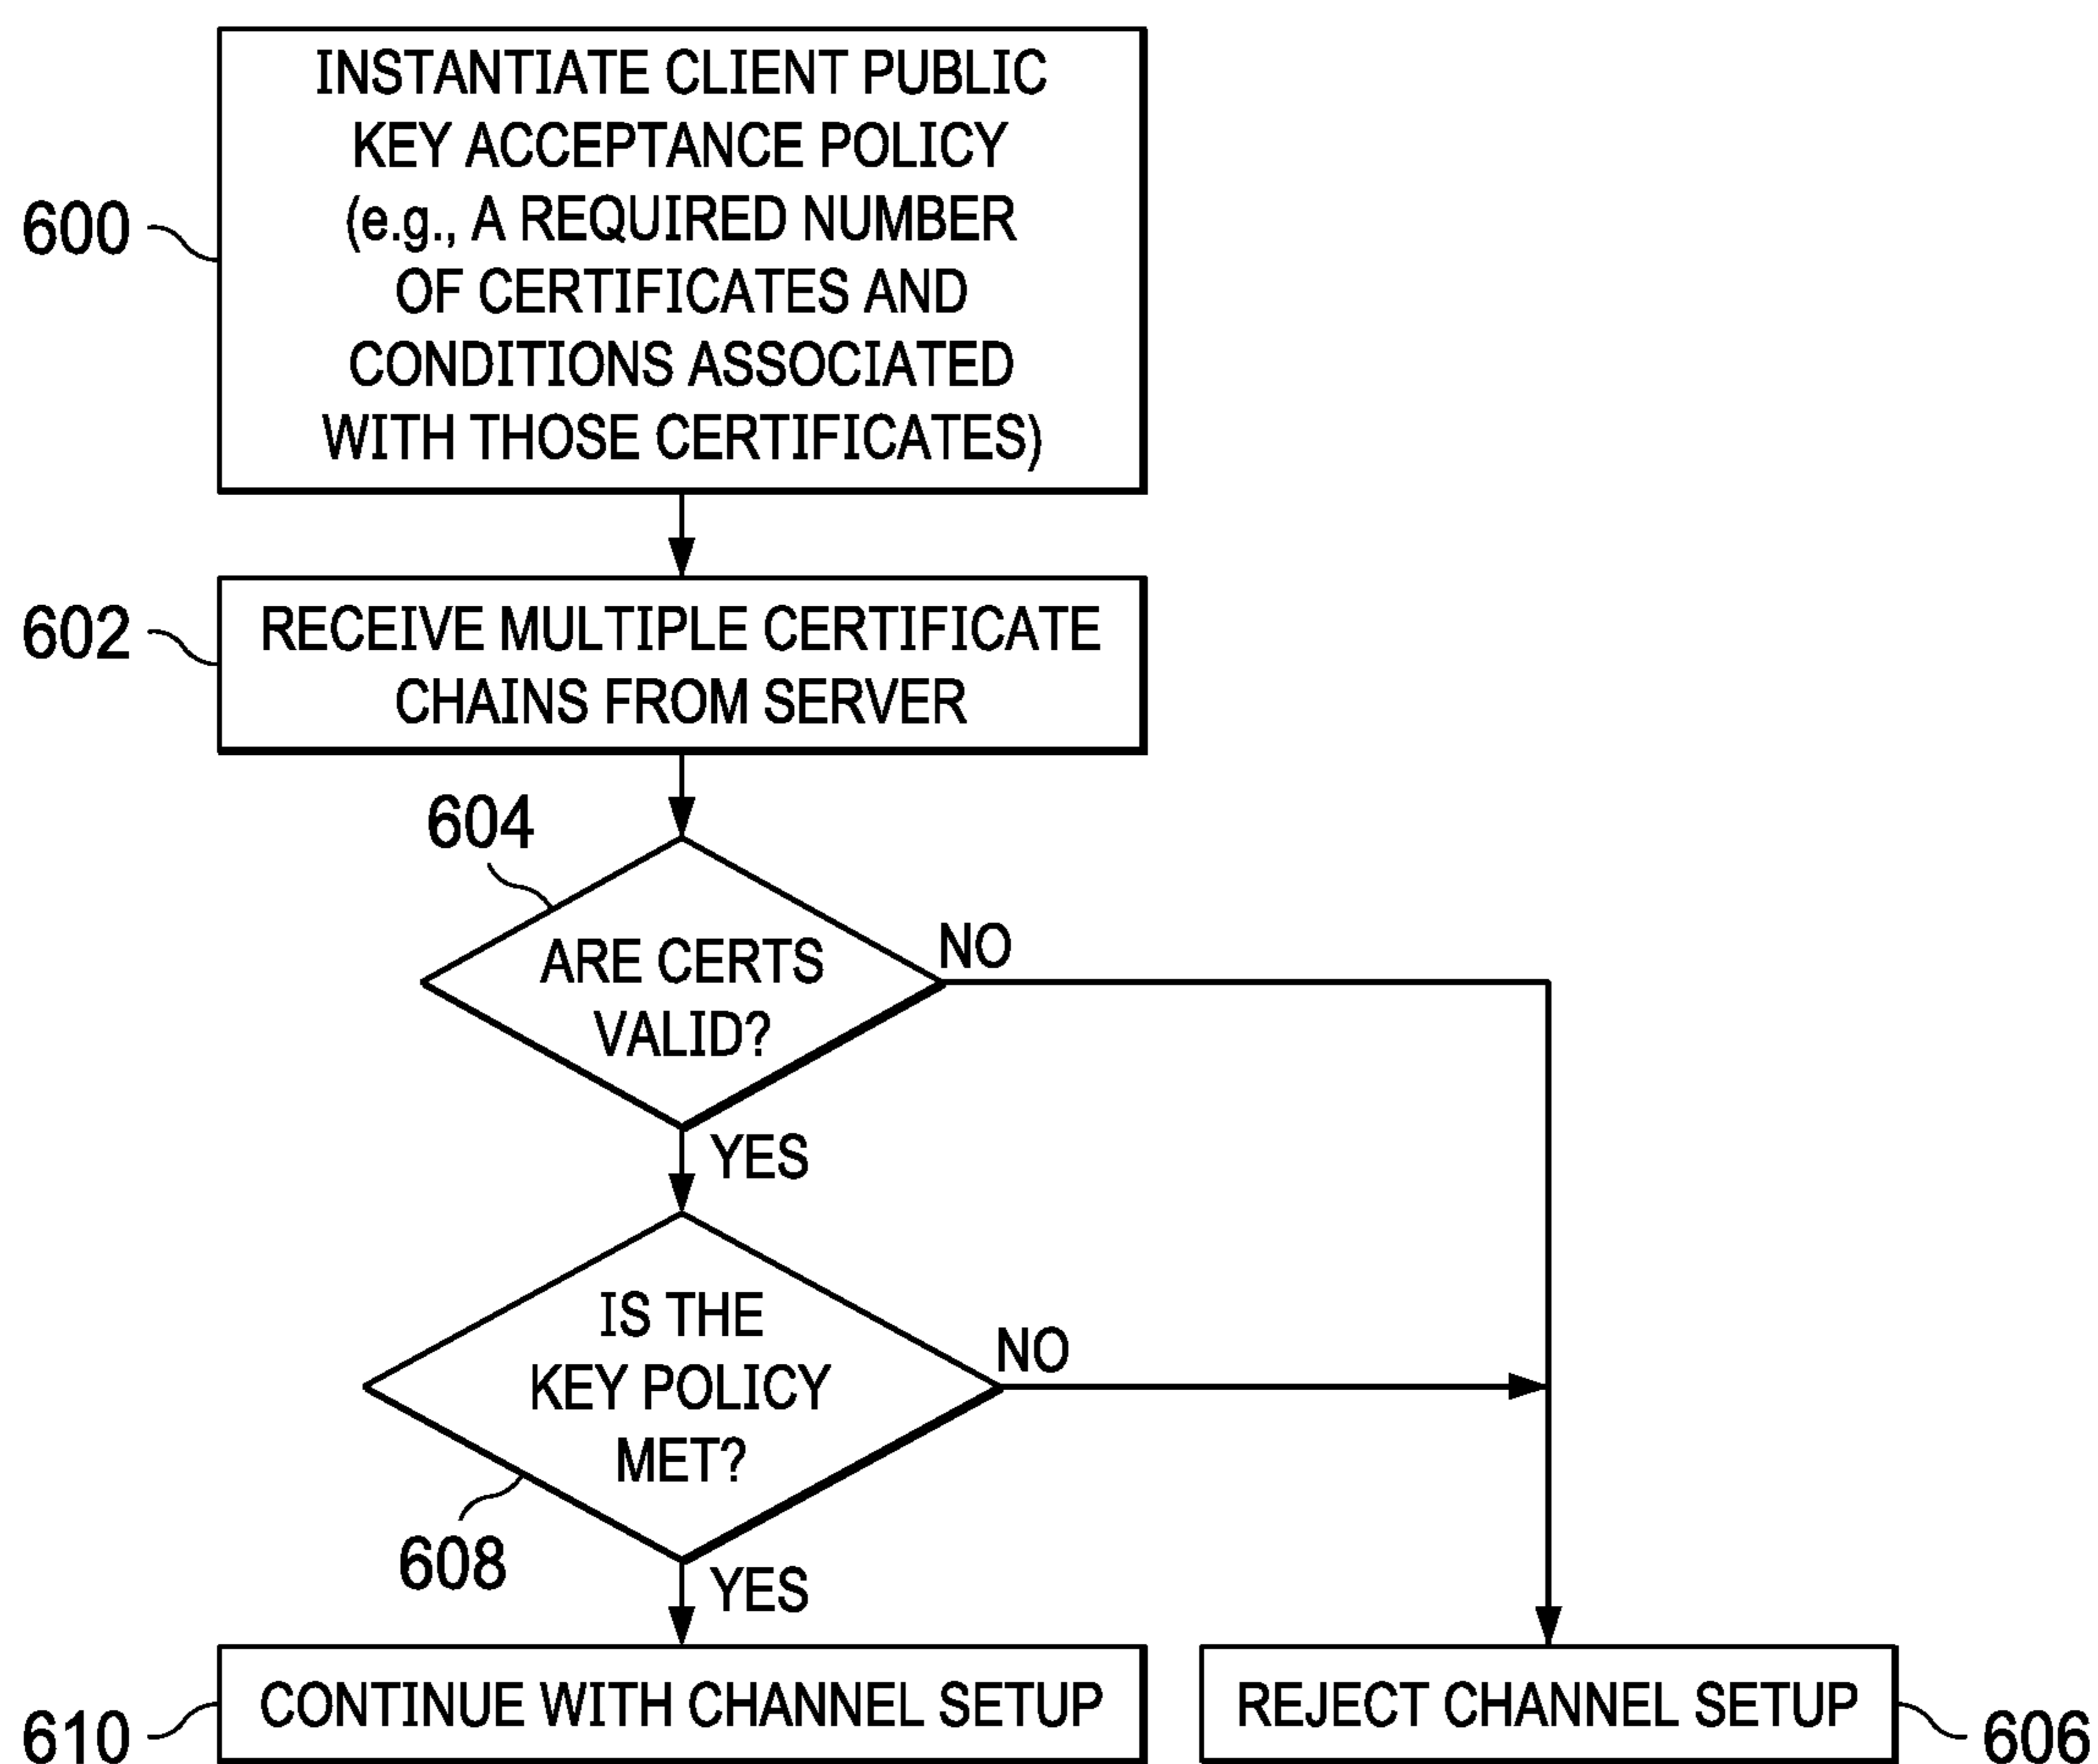 INSTANTIATE CLIENT PUBLIC
KEY ACCEPTANCE POLICY
(e.g., A REQUIRED NUMBER
OF CERTIFICATES AND
CONDITIONS ASSOCIATED
WITH THOSE CERTIFICATES)
600
RECEIVE MULTIPLE CERTIFICATE
CHAINS FROM SERVER
602
604
ARE CERTS
VALID?
NO
YES
IS THE
KEY POLICY
MET?
NO
608
YES
CONTINUE WITH CHANNEL SETUP
610
REJECT CHANNEL SETUP
606